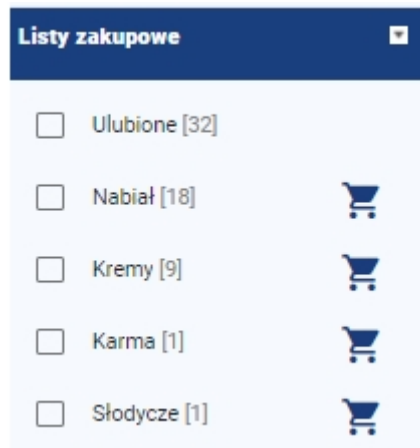 Listy zakupowe
Ulubione [32]
Nabiał [18]
Kremy [9]
Karma [1]
Słodycze [1]